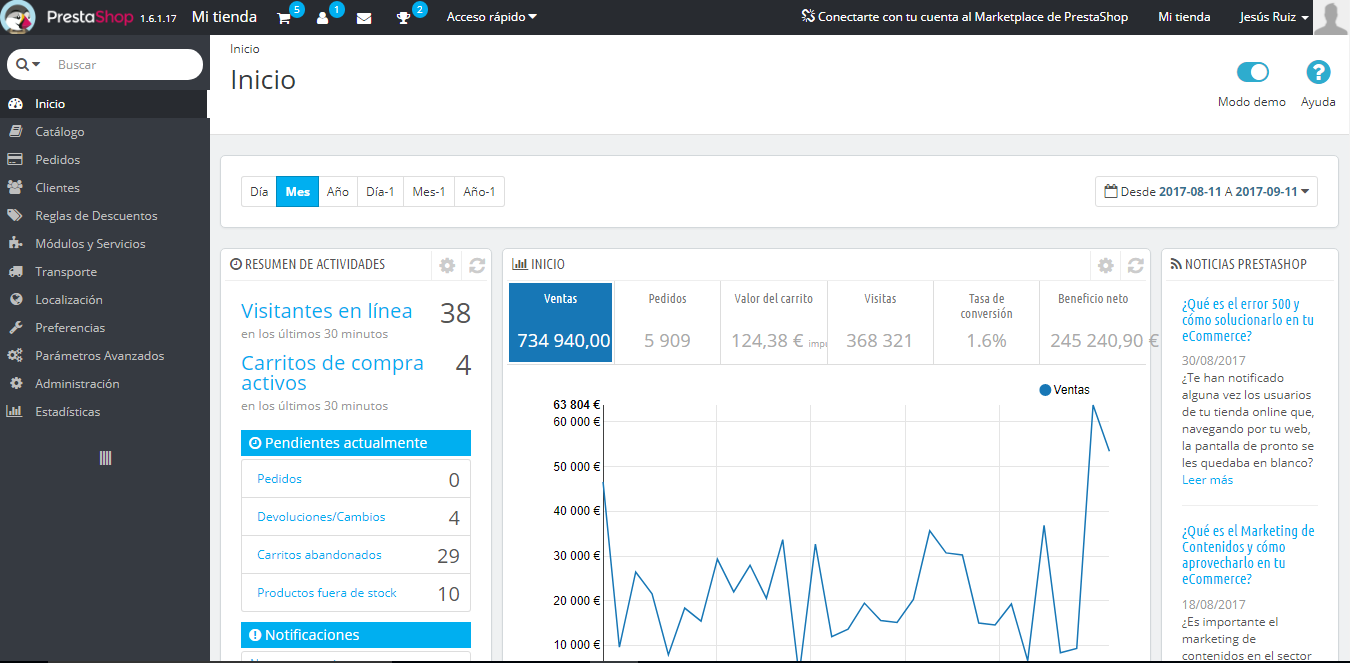 PrestaShop 1.6.1.17 Mi tienda 5 1 2 Acceso rápido Conectarte con tu cuenta al Marketplace de PrestaShop Mi tienda Jesús Ruiz
Buscar
Inicio
Catálogo
Pedidos
Clientes
Reglas de Descuentos
Módulos y Servicios
Transporte
Localización
Preferencias
Parámetros Avanzados
Administración
Estadísticas
Inicio
Inicio
Modo demo
Ayuda
Día Mes Año Día-1 Mes-1 Año-1
Desde 2017-08-11 A 2017-09-11
RESUMEN DE ACTIVIDADES
Visitantes en línea 38
en los últimos 30 minutos
Carritos de compra 4
activos
en los últimos 30 minutos
Pendientes actualmente
Pedidos 0
Devoluciones/Cambios 4
Carritos abandonados 29
Productos fuera de stock 10
Notificaciones
INICIO
Ventas
734 940,00
Pedidos
5 909
Valor del carrito
124,38 € impu
Visitas
368 321
Tasa de
conversión
1.6%
Beneficio neto
245 240,90 €
Ventas
63 804 €
60 000 €
50 000 €
40 000 €
30 000 €
20 000 €
10 000 €
NOTICIAS PRESTASHOP
¿Qué es el error 500 y
cómo solucionarlo en tu
eCommerce?
30/08/2017
¿Te han notificado
alguna vez los usuarios
de tu tienda online que,
navegando por tu web,
la pantalla de pronto se
les quedaba en blanco?
Leer más
¿Qué es el Marketing de
Contenidos y cómo
aprovecharlo en tu
eCommerce?
18/08/2017
¿Es importante el
marketing de
contenidos en el sector